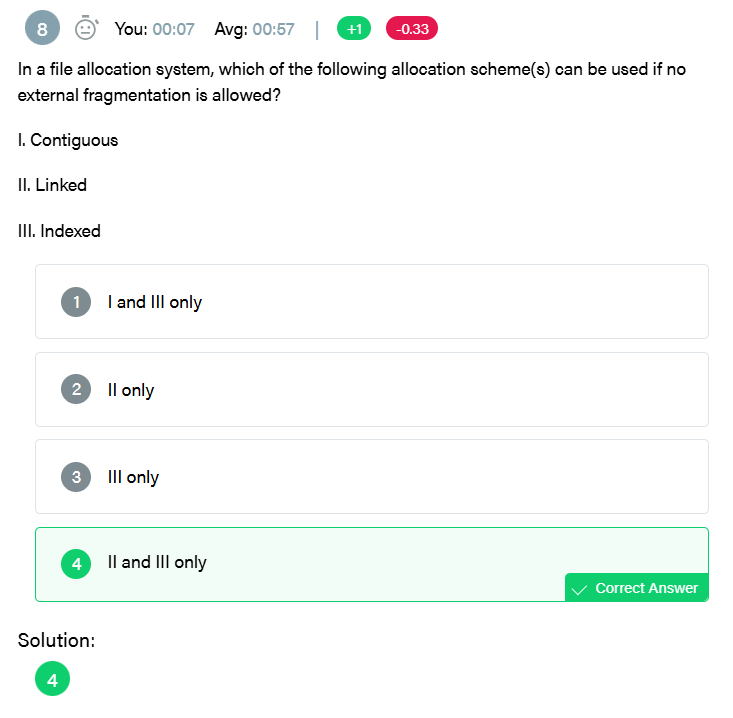 8 You: 00:07 Avg: 00:57 | +1 -0.33
In a file allocation system, which of the following allocation scheme(s) can be used if no
external fragmentation is allowed?
I. Contiguous
II. Linked
III. Indexed
1 I and III only
2 II only
3 III only
4 II and III only
Correct Answer
Solution:
4